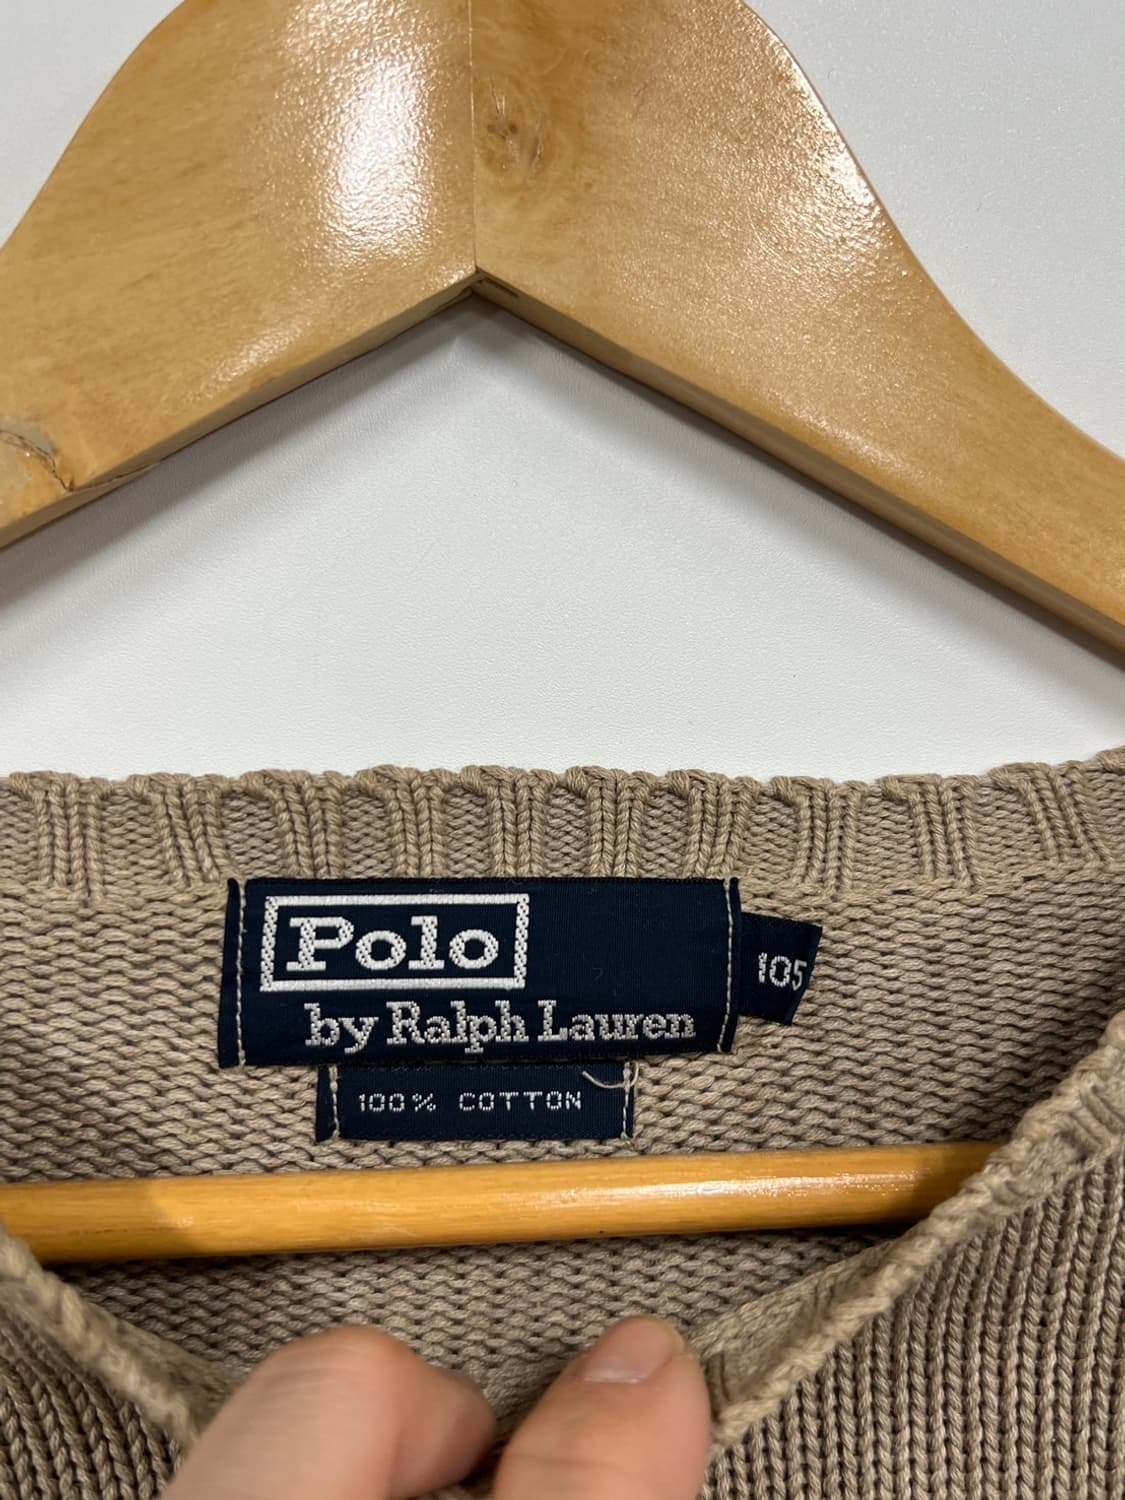 Polo
by Ralph Lauren
105
100% COTTON